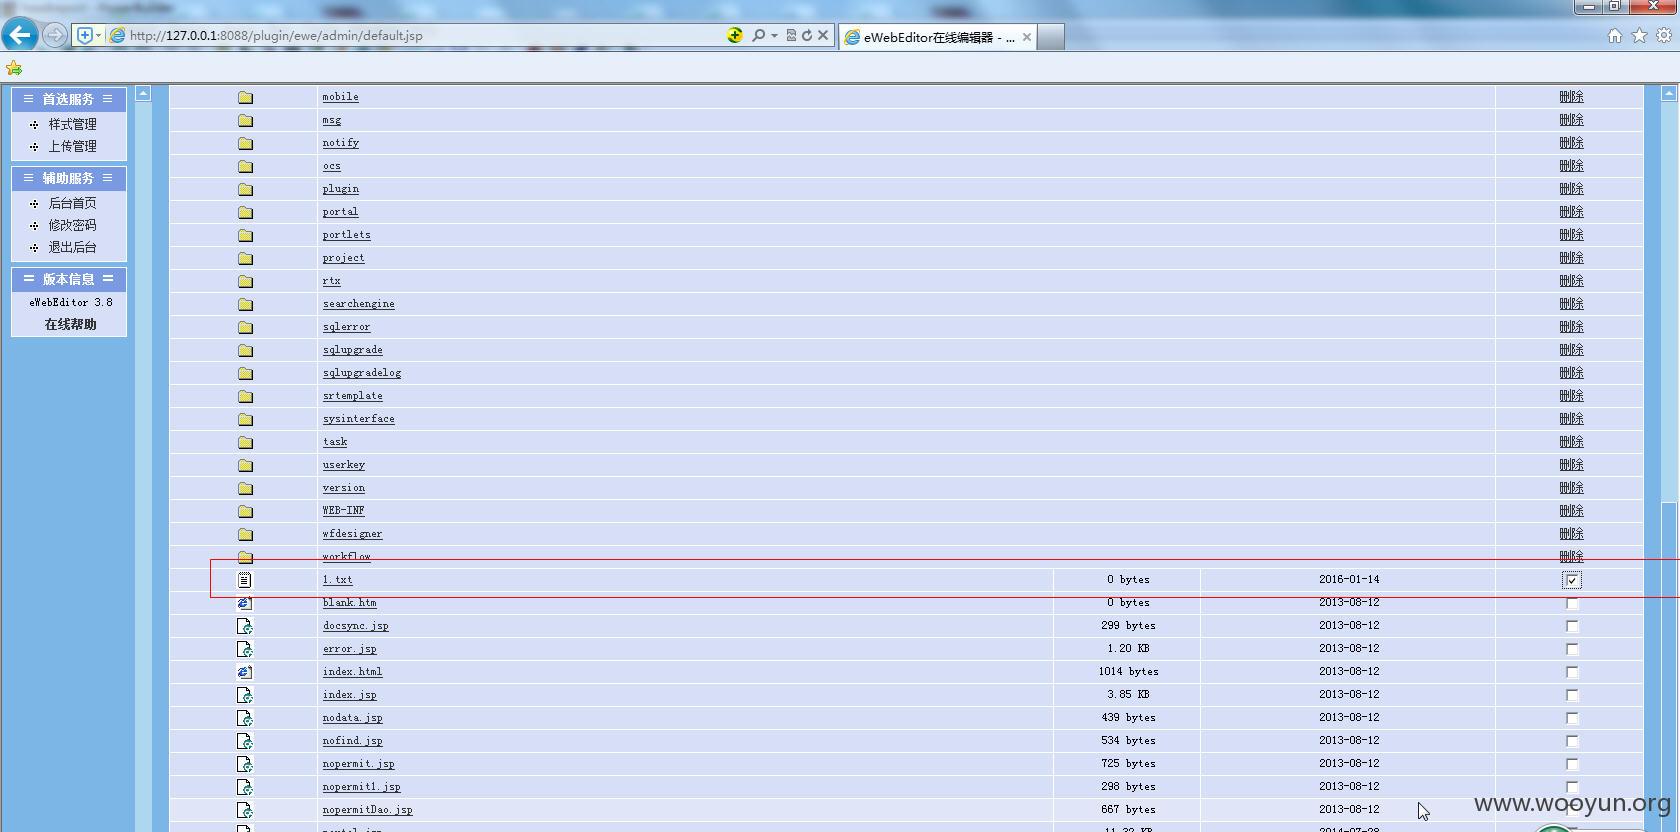 http://127.0.0.1:8088/plugin/ewe/admin/default.jsp
eWebEditor在线编辑器 - ...
首选服务
样式管理
上传管理
辅助服务
后台首页
修改密码
退出后台
版本信息
eWebEditor 3.8
在线帮助
mobile 删除
msg 删除
notify 删除
ocs 删除
plugin 删除
portal 删除
portlets 删除
project 删除
rtx 删除
searchengine 删除
sqlerror 删除
sqlupgrade 删除
sqlupgradelog 删除
srtemplate 删除
sysinterface 删除
task 删除
userkey 删除
version 删除
WEB-INF 删除
wfdesigner 删除
workflow 删除
1.txt 0 bytes 2016-01-14
blank.htm 0 bytes 2013-08-12
docsync.jsp 299 bytes 2013-08-12
error.jsp 1.20 KB 2013-08-12
index.html 1014 bytes 2013-08-12
index.jsp 3.85 KB 2013-08-12
nodata.jsp 439 bytes 2013-08-12
nofind.jsp 534 bytes 2013-08-12
nopermit.jsp 725 bytes 2013-08-12
nopermit1.jsp 298 bytes 2013-08-12
nopermitDao.jsp 667 bytes 2013-08-12
www.wooyun.org